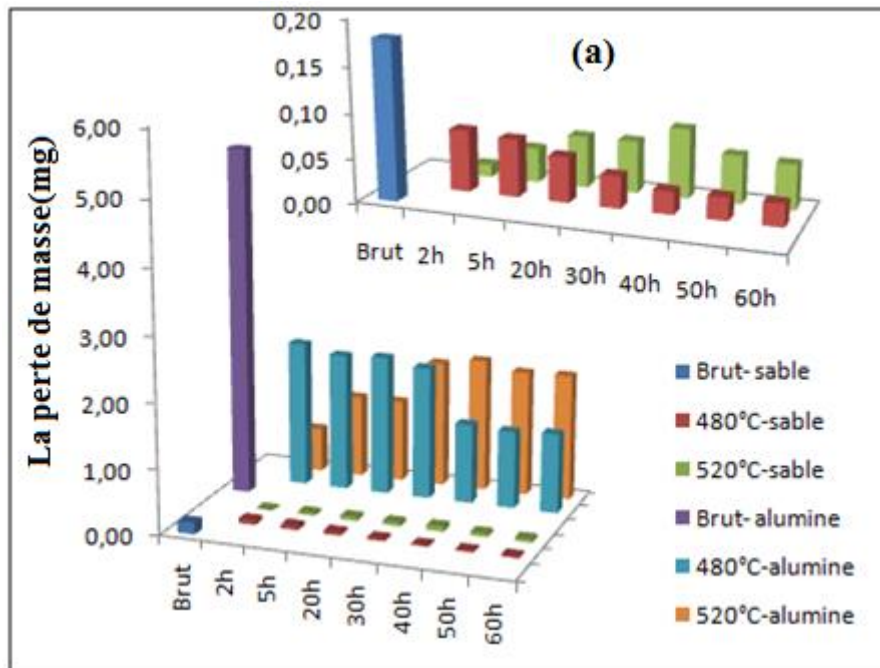 (a)
0,20
0,15
0,10
0,05
0,00
Brut 2h 5h 20h 30h 40h 50h 60h
La perte de masse(mg)
6,00
5,00
4,00
3,00
2,00
1,00
0,00
Brut 2h 5h 20h 30h 40h 50h 60h
Brut- sable
480°C-sable
520°C-sable
Brut- alumine
480°C-alumine
520°C-alumine